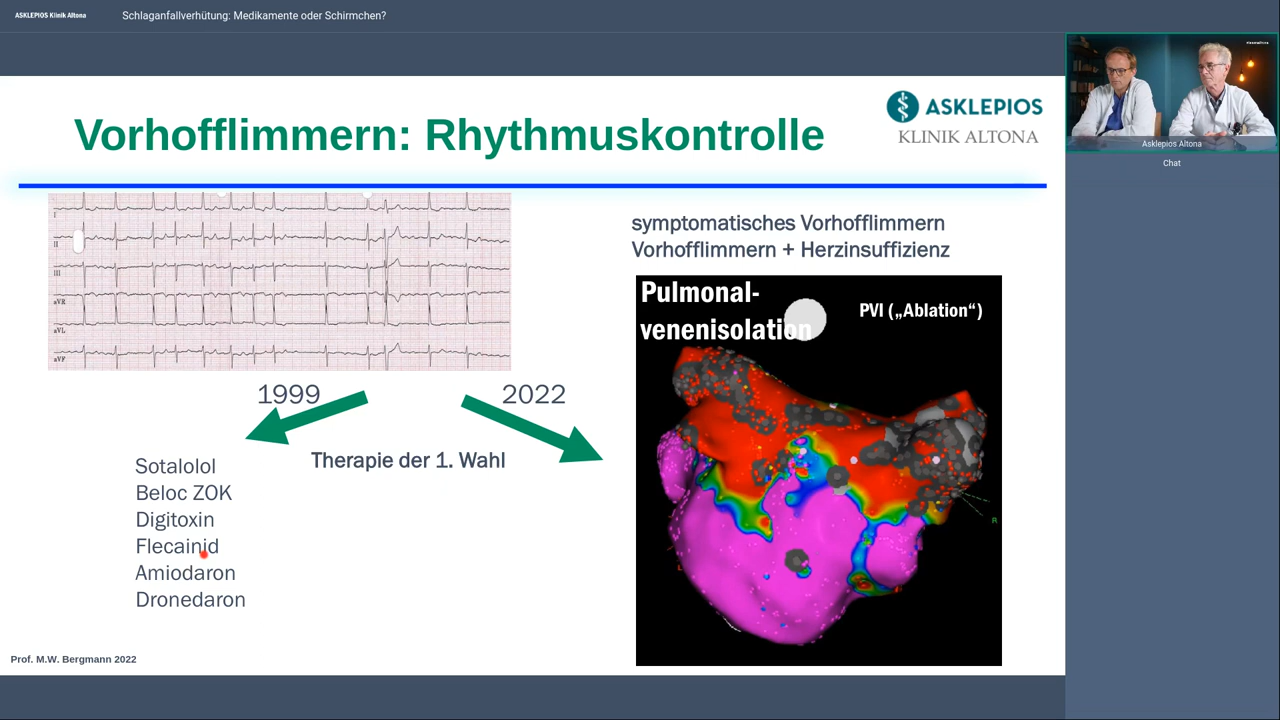 ASKLEPIOS Klinik Altona
Schlaganfallverhütung: Medikamente oder Schirmchen?
Asklepios Altona
Chat
ASKLEPIOS
KLINIK ALTONA
Vorhofflimmern: Rhythmuskontrolle
I
II
III
aVR
aVL
aVF
symptomatisches Vorhofflimmern
Vorhofflimmern + Herzinsuffizienz
Pulmonal-
venenisolation
PVI („Ablation“)
1999
2022
Therapie der 1. Wahl
Sotalolol
Beloc ZOK
Digitoxin
Flecainid
Amiodaron
Dronedaron
R
Prof. M.W. Bergmann 2022